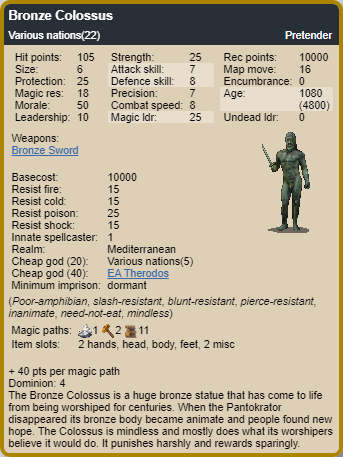 Bronze Colossus
Various nations(22) Pretender
Hit points: 105 Strength: 25 Rec points: 10000
Size: 6 Attack skill: 7 Map move: 16
Protection: 25 Defence skill: 8 Encumbrance: 0
Magic res: 18 Precision: 7 Age: 1080
Morale: 50 Combat speed: 8 (4800)
Leadership: 10 Magic ldr: 25 Undead ldr: 0
Weapons:
Bronze Sword
Basecost: 10000
Resist fire: 15
Resist cold: 15
Resist poison: 25
Resist shock: 15
Innate spellcaster: 1
Realm: Mediterranean
Cheap god (20): Various nations(5)
Cheap god (40): EA Therodos
Minimum imprison: dormant
(Poor-amphibian, slash-resistant, blunt-resistant, pierce-resistant,
inanimate, need-not-eat, mindless)
Magic paths: 1 2 11
Item slots: 2 hands, head, body, feet, 2 misc
+ 40 pts per magic path
Dominion: 4
The Bronze Colossus is a huge bronze statue that has come to life
from being worshiped for centuries. When the Pantokrator
disappeared its bronze body became animate and people found new
hope. The Colossus is mindless and mostly does what its worshipers
believe it would do. It punishes harshly and rewards sparingly.